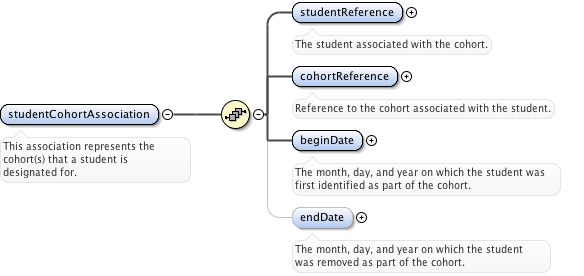 studentReference
The student associated with the cohort.
cohortReference
Reference to the cohort associated with the student.
studentCohortAssociation
This association represents the
cohort(s) that a student is
designated for.
beginDate
The month, day, and year on which the student was
first identified as part of the cohort.
endDate
The month, day, and year on which the student
was removed as part of the cohort.